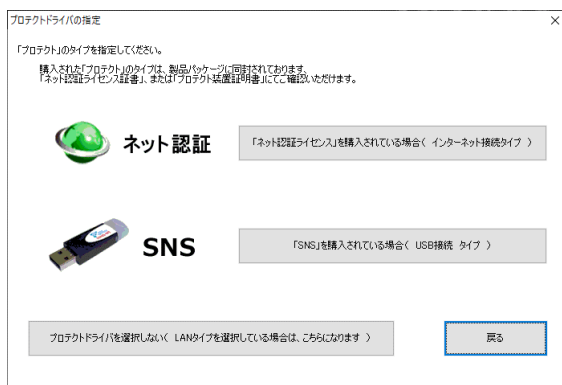 プロテクトドライバの指定
「プロテクト」のタイプを指定してください。
購入された「プロテクト」のタイプは、製品パッケージに同封されております、
「ネット認証ライセンス証書」、または「プロテクト装置証明書」にてご確認いただけます。
ネット認証
「ネット認証ライセンス」を購入されている場合( インターネット接続タイプ )
SNS
「SNS」を購入されている場合( USB接続 タイプ )
プロテクトドライバを選択しない( LANタイプを選択している場合は、こちらになります )
戻る